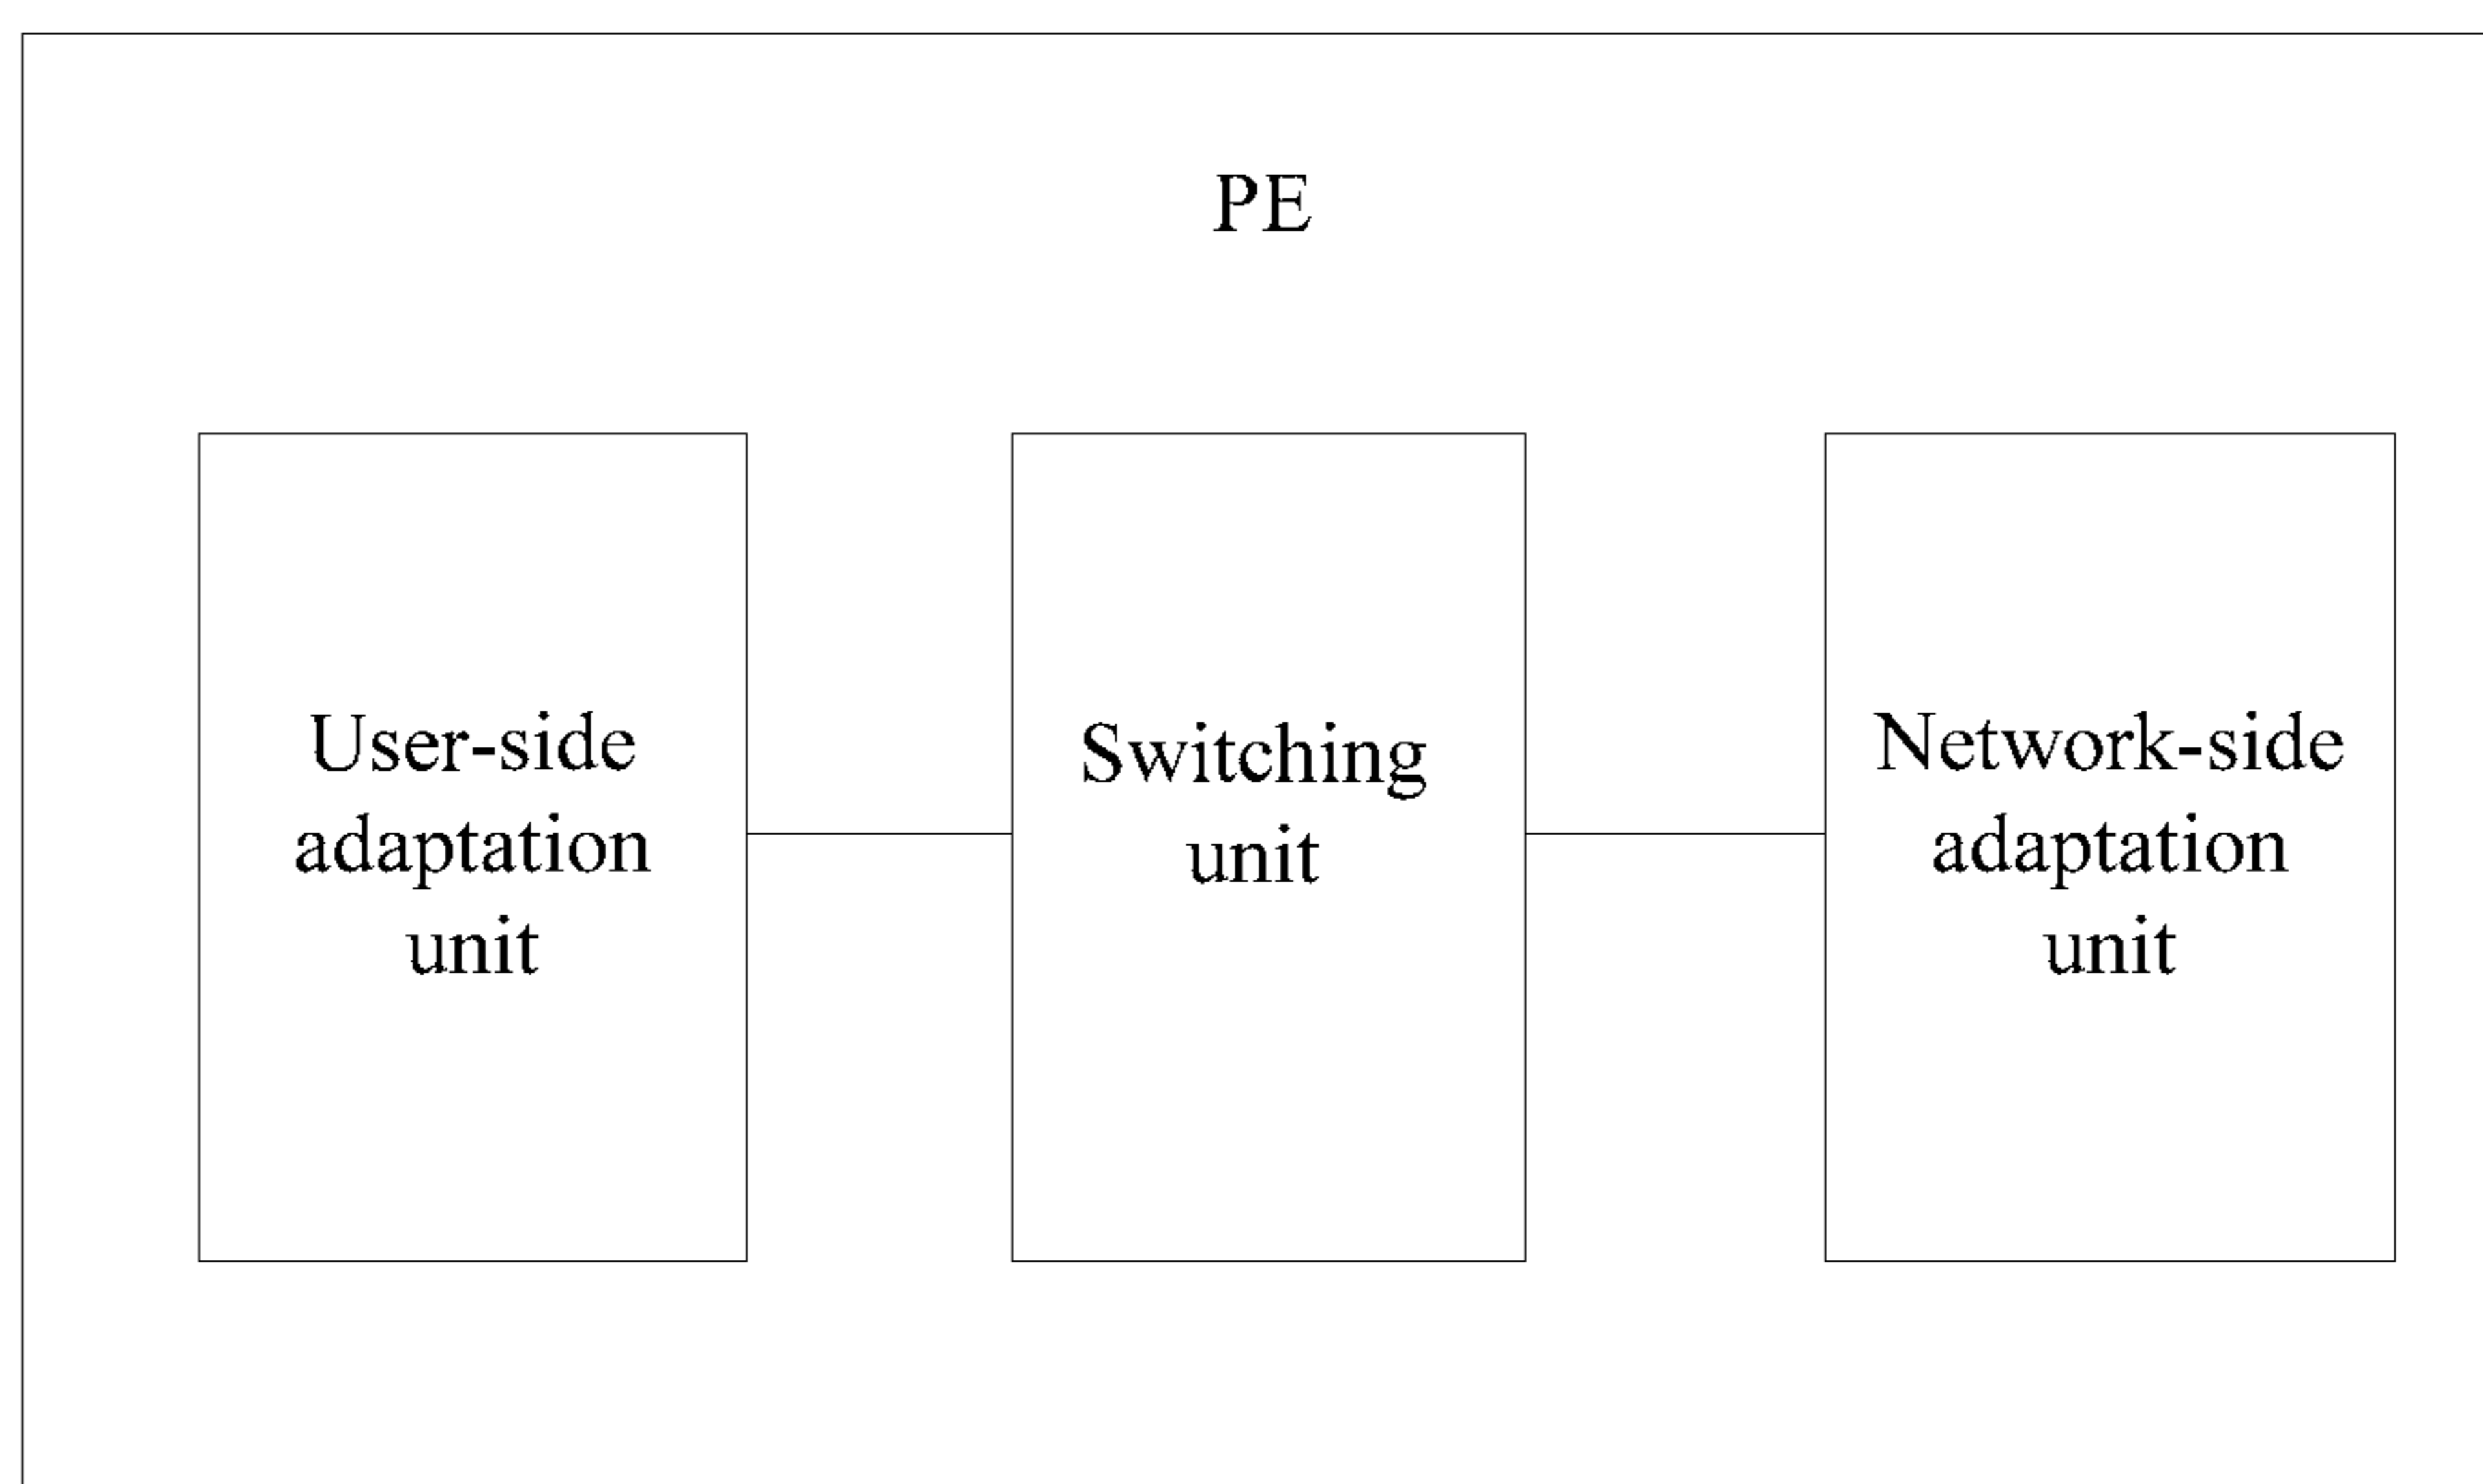 PE
User-side
adaptation
unit
Switching
unit
Network-side
adaptation
unit